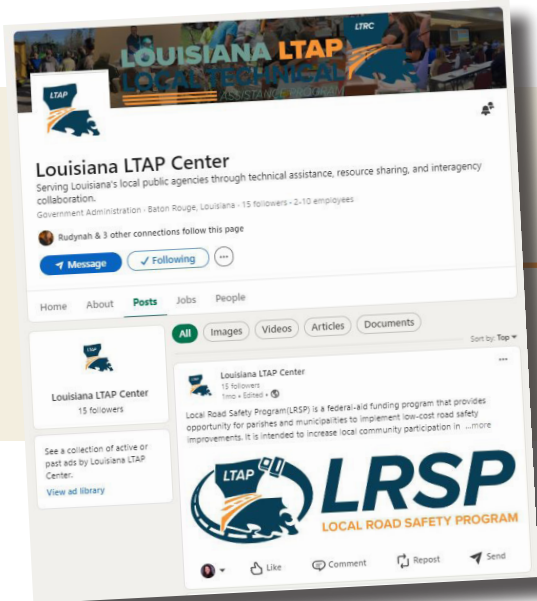 LOUISIANA LTAP
LOCAL TECHNICAL
ASSISTANCE PROGRAM
LTRC
LTAP
Louisiana LTAP Center
Serving Louisiana's local public agencies through technical assistance, resource sharing, and interagency
collaboration.
Government Administration · Baton Rouge, Louisiana · 15 followers · 2-10 employees
Rudynah & 3 other connections follow this page
Message
Following
Home About Posts Jobs People
All Images Videos Articles Documents
Sort by: Top
LTAP
Louisiana LTAP Center
15 followers
See a collection of active or
past ads by Louisiana LTAP
Center.
View ad library
Louisiana LTAP Center
15 followers
1mo • Edited •
Local Road Safety Program(LRSP) is a federal-aid funding program that provides
opportunity for parishes and municipalities to implement low-cost road safety
improvements. It is intended to increase local community participation in ...more
LTAP
LRSP
LOCAL ROAD SAFETY PROGRAM
Like Comment Repost Send